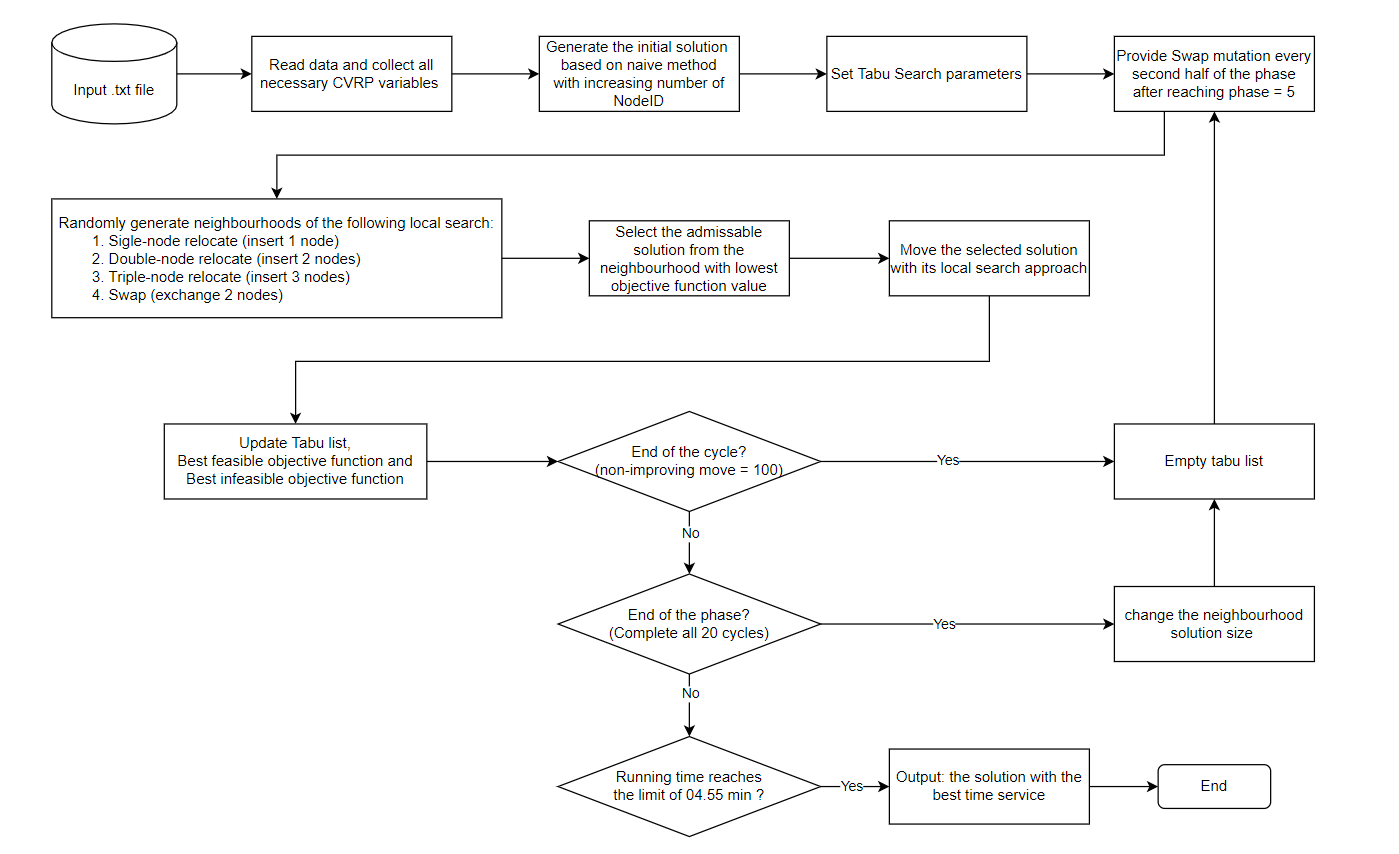 Input .txt file
Read data and collect all
necessary CVRP variables
Generate the initial solution
based on naive method
with increasing number of
NodeID
Set Tabu Search parameters
Provide Swap mutation every
second half of the phase
after reaching phase = 5
Randomly generate neighbourhoods of the following local search:
1. Sigle-node relocate (insert 1 node)
2. Double-node relocate (insert 2 nodes)
3. Triple-node relocate (insert 3 nodes)
4. Swap (exchange 2 nodes)
Select the admissable
solution from the
neighbourhood with lowest
objective function value
Move the selected solution
with its local search approach
Update Tabu list,
Best feasible objective function and
Best infeasible objective function
End of the cycle?
(non-improving move = 100)
Yes
Empty tabu list
No
End of the phase?
(Complete all 20 cycles)
Yes
change the neighbourhood
solution size
No
Running time reaches
the limit of 04.55 min ?
Yes
Output: the solution with the
best time service
End